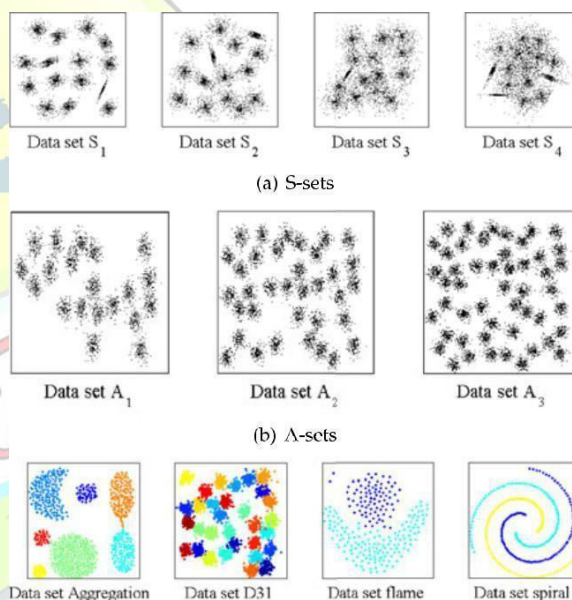 Data set S1 Data set S2 Data set S3 Data set S4
(a) S-sets
Data set A1 Data set A2 Data set A3
(b) A-sets
Data set Aggregation Data set D31 Data set flame Data set spiral